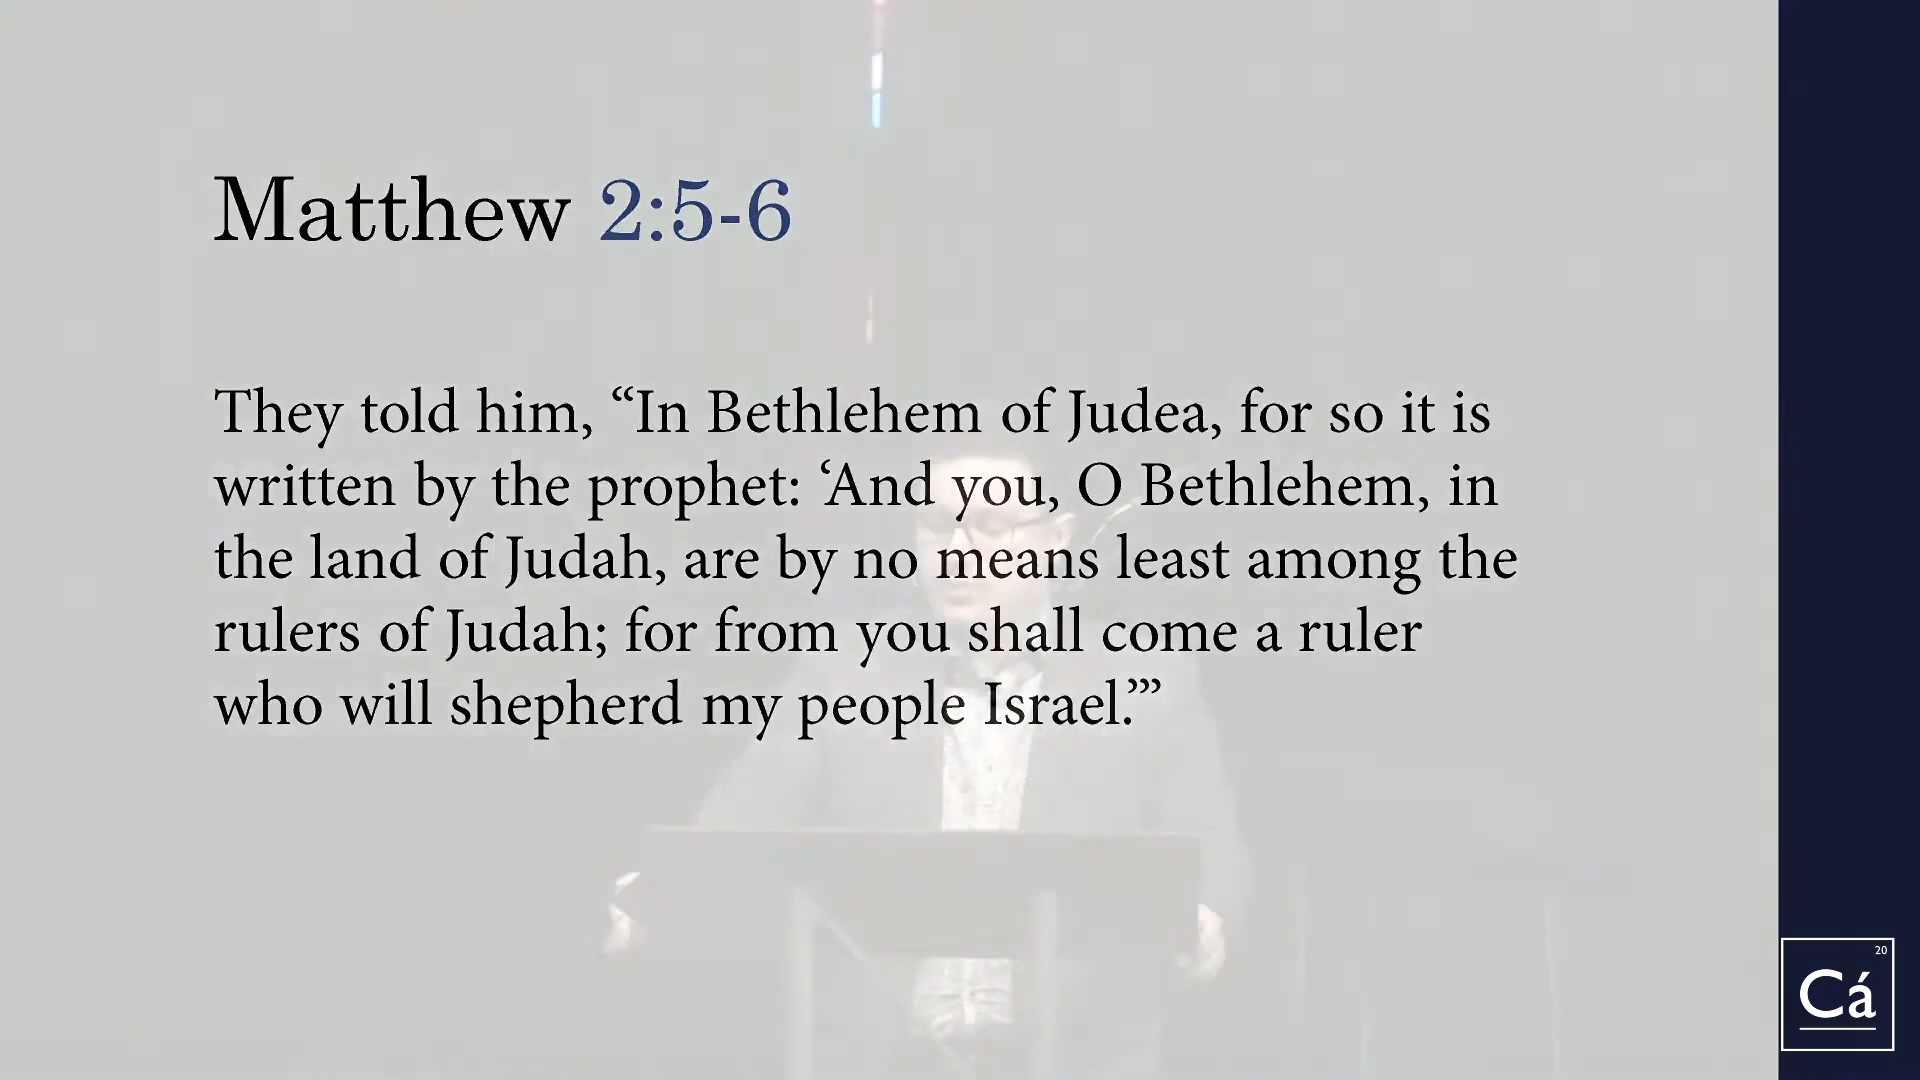 Matthew 2:5-6
They told him, “In Bethlehem of Judea, for so it is
written by the prophet: ‘And you, O Bethlehem, in
the land of Judah, are by no means least among the
rulers of Judah; for from you shall come a ruler
who will shepherd my people Israel.’”
20
Cá